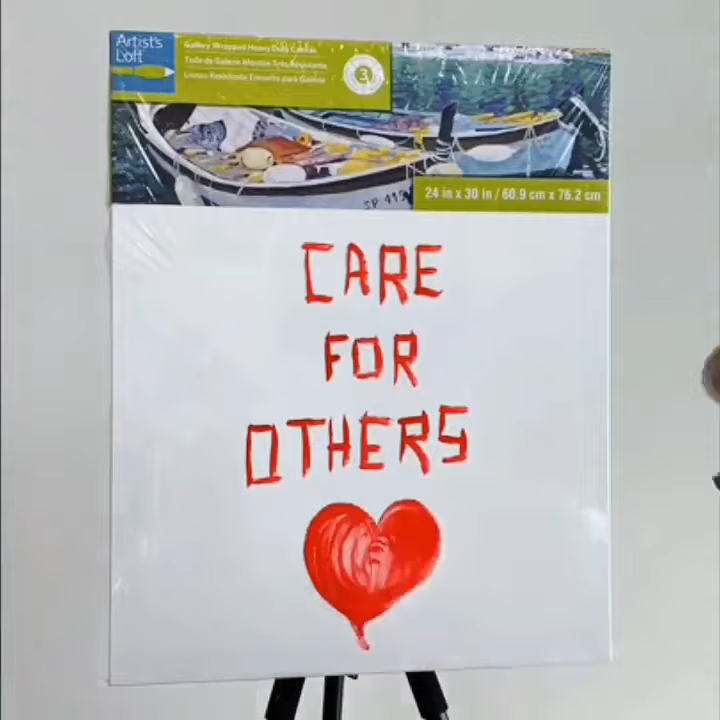 Artist's
Loft
Gallery Wrapped Heavy Duty Canvas
3
24 in x 30 in / 60.9 cm x 76.2 cm
CARE
FOR
OTHERS